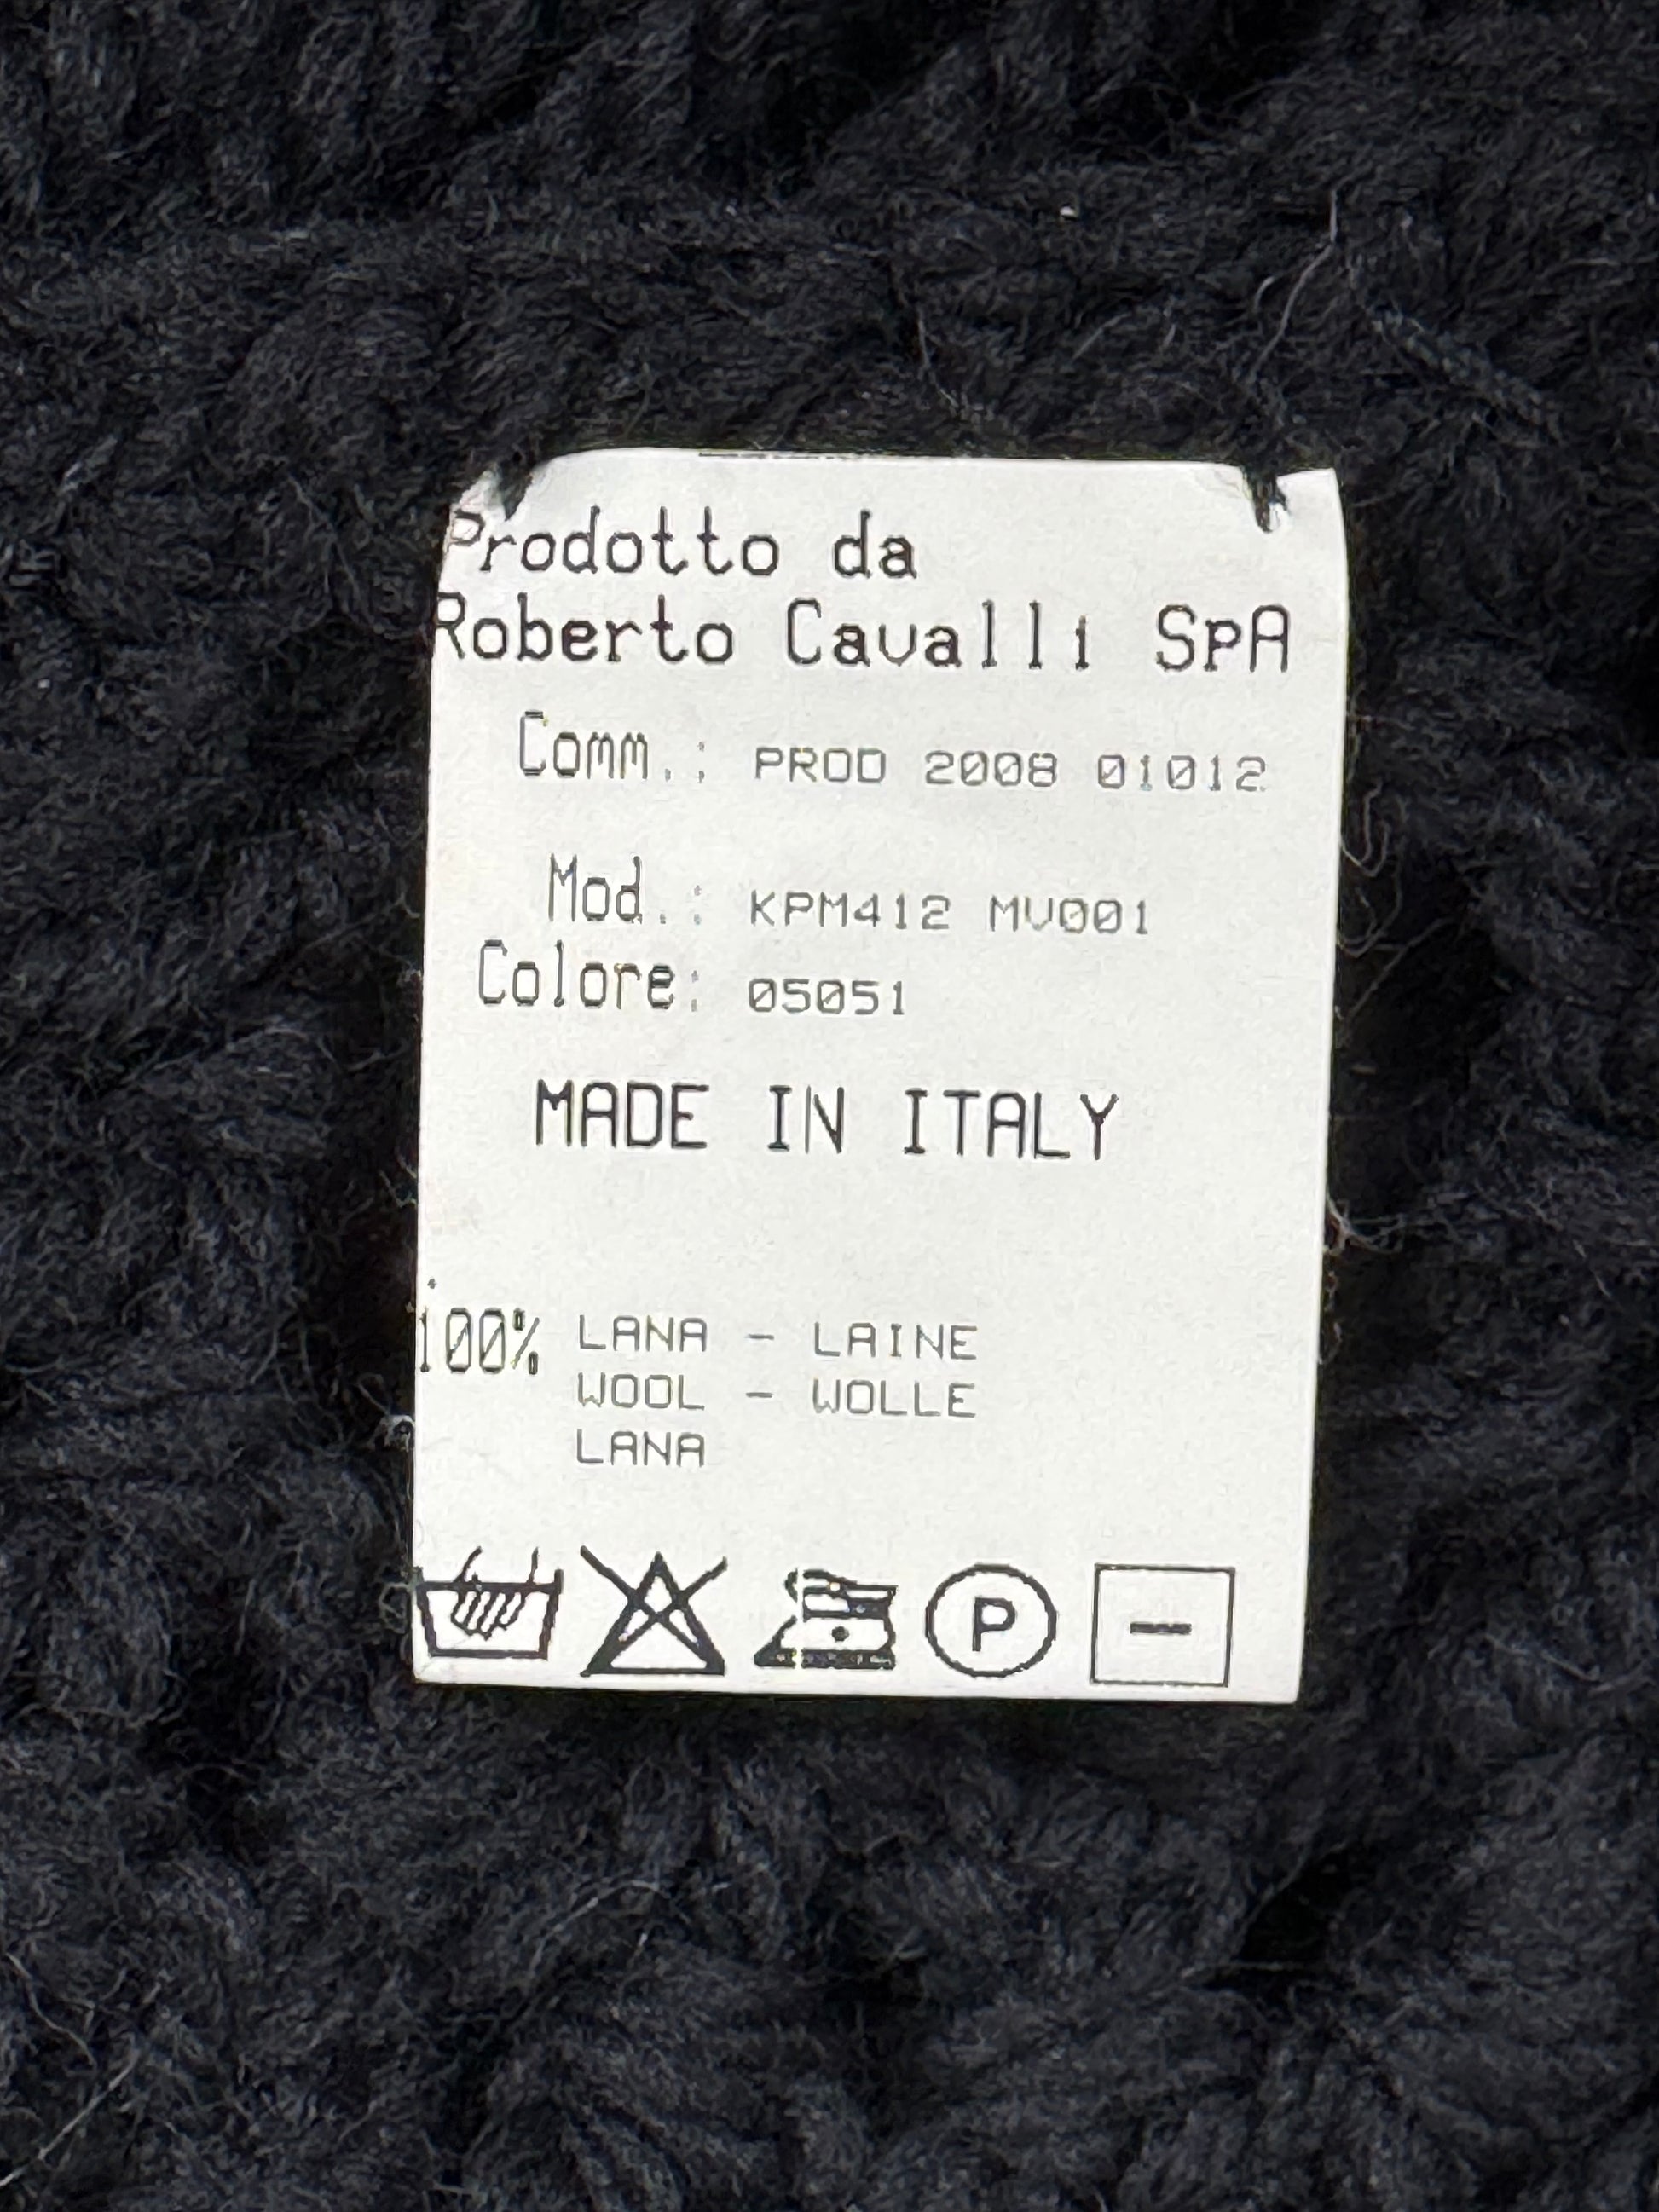 Prodotto da
Roberto Cavalli SpA
Comm.: PROD 2008 01012
Mod.: KPM412 MV001
Colore: 05051
MADE IN ITALY
100% LANA - LAINE
WOOL - WOLLE
LANA
P